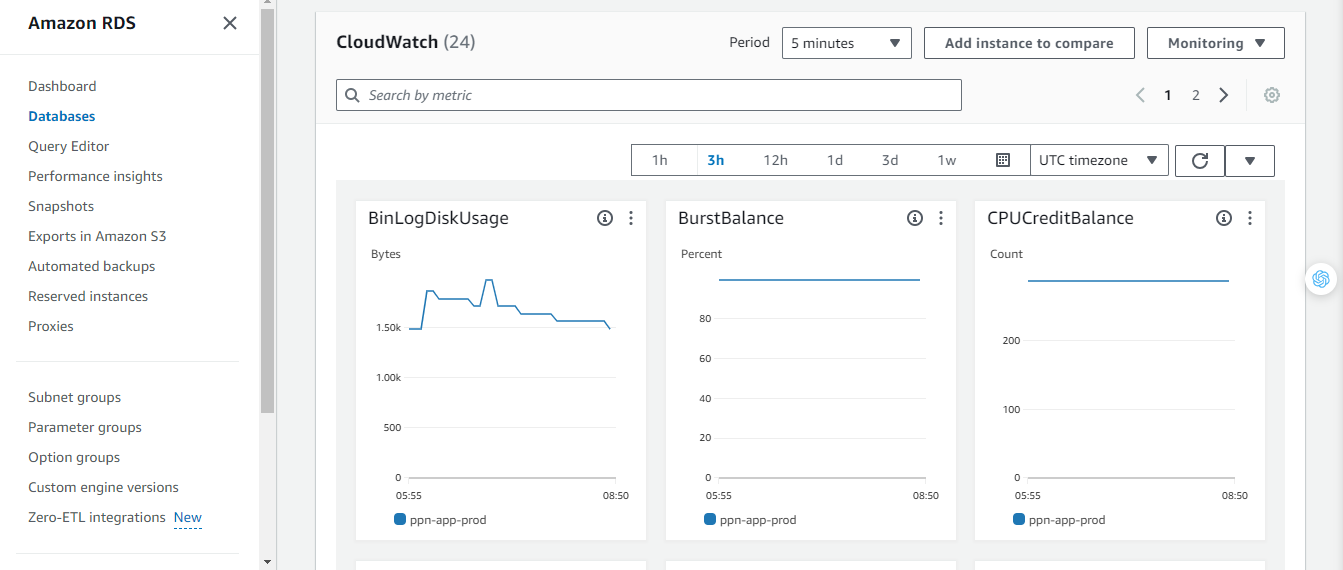 Amazon RDS
Dashboard
Databases
Query Editor
Performance insights
Snapshots
Exports in Amazon S3
Automated backups
Reserved instances
Proxies
Subnet groups
Parameter groups
Option groups
Custom engine versions
Zero-ETL integrations New
CloudWatch (24)
Period 5 minutes Add instance to compare Monitoring
Search by metric
1 2
1h 3h 12h 1d 3d 1w UTC timezone
BinLogDiskUsage
Bytes
1.50k
1.00k
500
0
05:55 08:50
ppn-app-prod
BurstBalance
Percent
80
60
40
20
0
05:55 08:50
ppn-app-prod
CPUCreditBalance
Count
200
100
0
05:55 08:50
ppn-app-prod